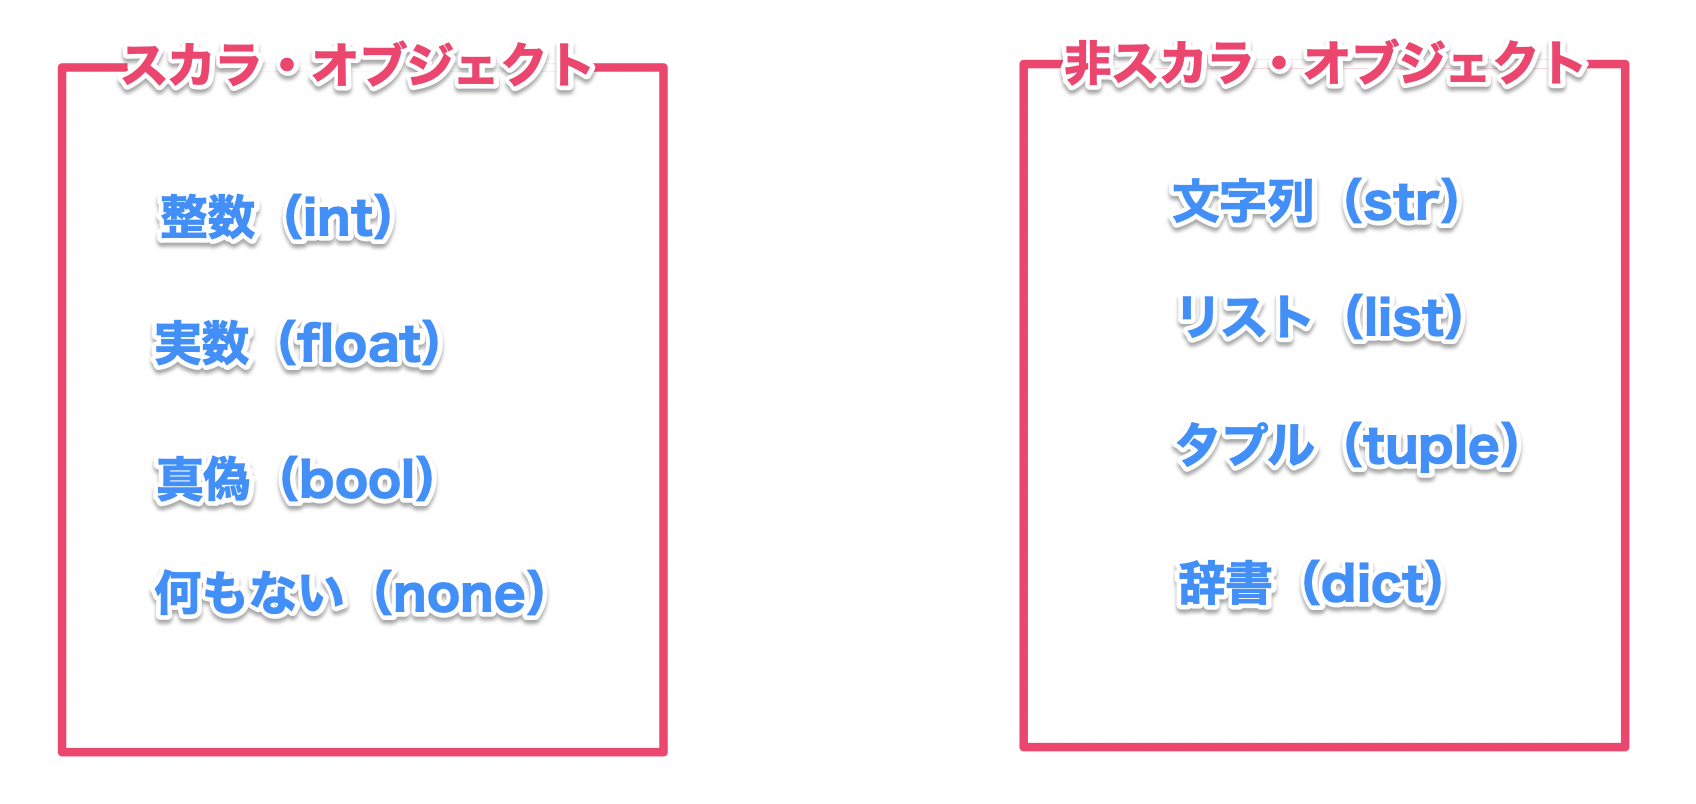 スカラ・オブジェクト
整数（int）
実数（float）
真偽（bool）
何もない（none）
非スカラ・オブジェクト
文字列（str）
リスト（list）
タプル（tuple）
辞書（dict）